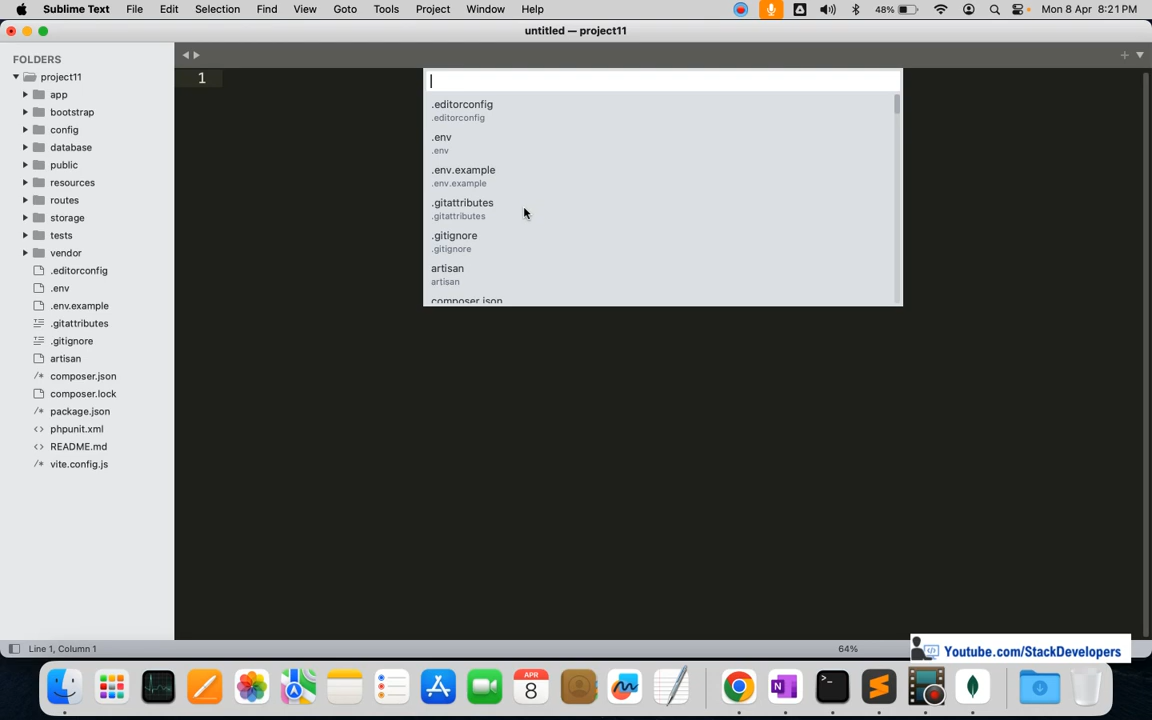 Sublime Text File Edit Selection Find View Goto Tools Project Window Help 48% Mon 8 Apr 8:21 PM
untitled — project11
FOLDERS
project11
app
bootstrap
config
database
public
resources
routes
storage
tests
vendor
.editorconfig
.env
.env.example
.gitattributes
.gitignore
artisan
composer.json
composer.lock
package.json
phpunit.xml
README.md
vite.config.js
1
.editorconfig
.editorconfig
.env
.env
.env.example
.env.example
.gitattributes
.gitattributes
.gitignore
.gitignore
artisan
artisan
composer.json
Line 1, Column 1
64%
Youtube.com/StackDevelopers
APR
8